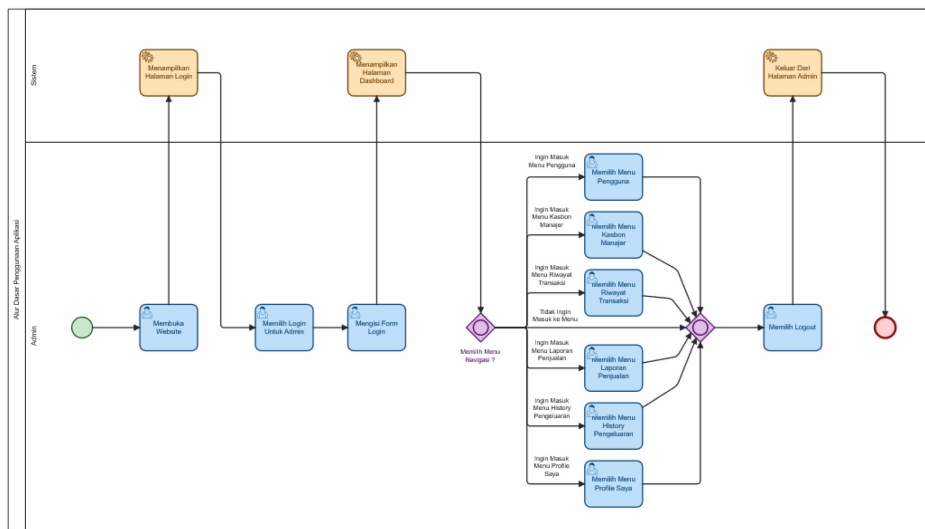 Alur Dasar Penggunaan Aplikasi
Sistem
Menampilkan
Halaman Login
Menampilkan
Halaman
Dashboard
Keluar Dari
Halaman Admin
Admin
Membuka
Website
Memilih Login
Untuk Admin
Mengisi Form
Login
Memilih Menu
Navigasi ?
Ingin Masuk
Menu Pengguna
Memilih Menu
Pengguna
Ingin Masuk
Menu Kasbon
Manajer
Memilih Menu
Kasbon
Manajer
Ingin Masuk
Menu Riwayat
Transaksi
Memilih Menu
Riwayat
Transaksi
Tidak Ingin
Masuk ke Menu
Ingin Masuk
Menu Laporan
Penjualan
Memilih Menu
Laporan
Penjualan
Ingin Masuk
Menu History
Pengeluaran
Memilih Menu
History
Pengeluaran
Ingin Masuk
Menu Profile
Saya
Memilih Menu
Profile Saya
Memilih Logout